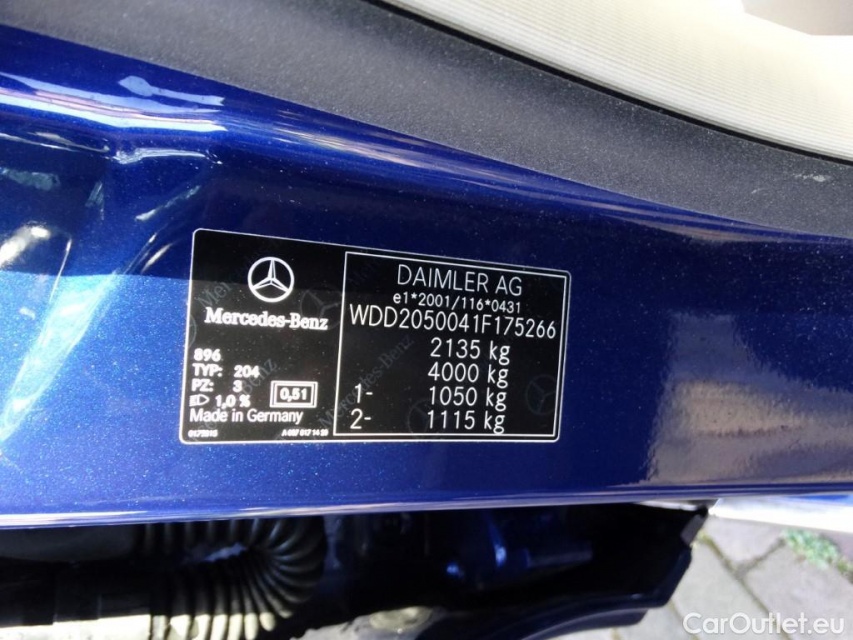 Mercedes-Benz
896
TYP: 204
PZ: 3
1,0 %
0,51
Made in Germany
DAIMLER AG
e1*2001/116*0431
WDD2050041F175266
2135 kg
4000 kg
1- 1050 kg
2- 1115 kg
CarOutlet.eu